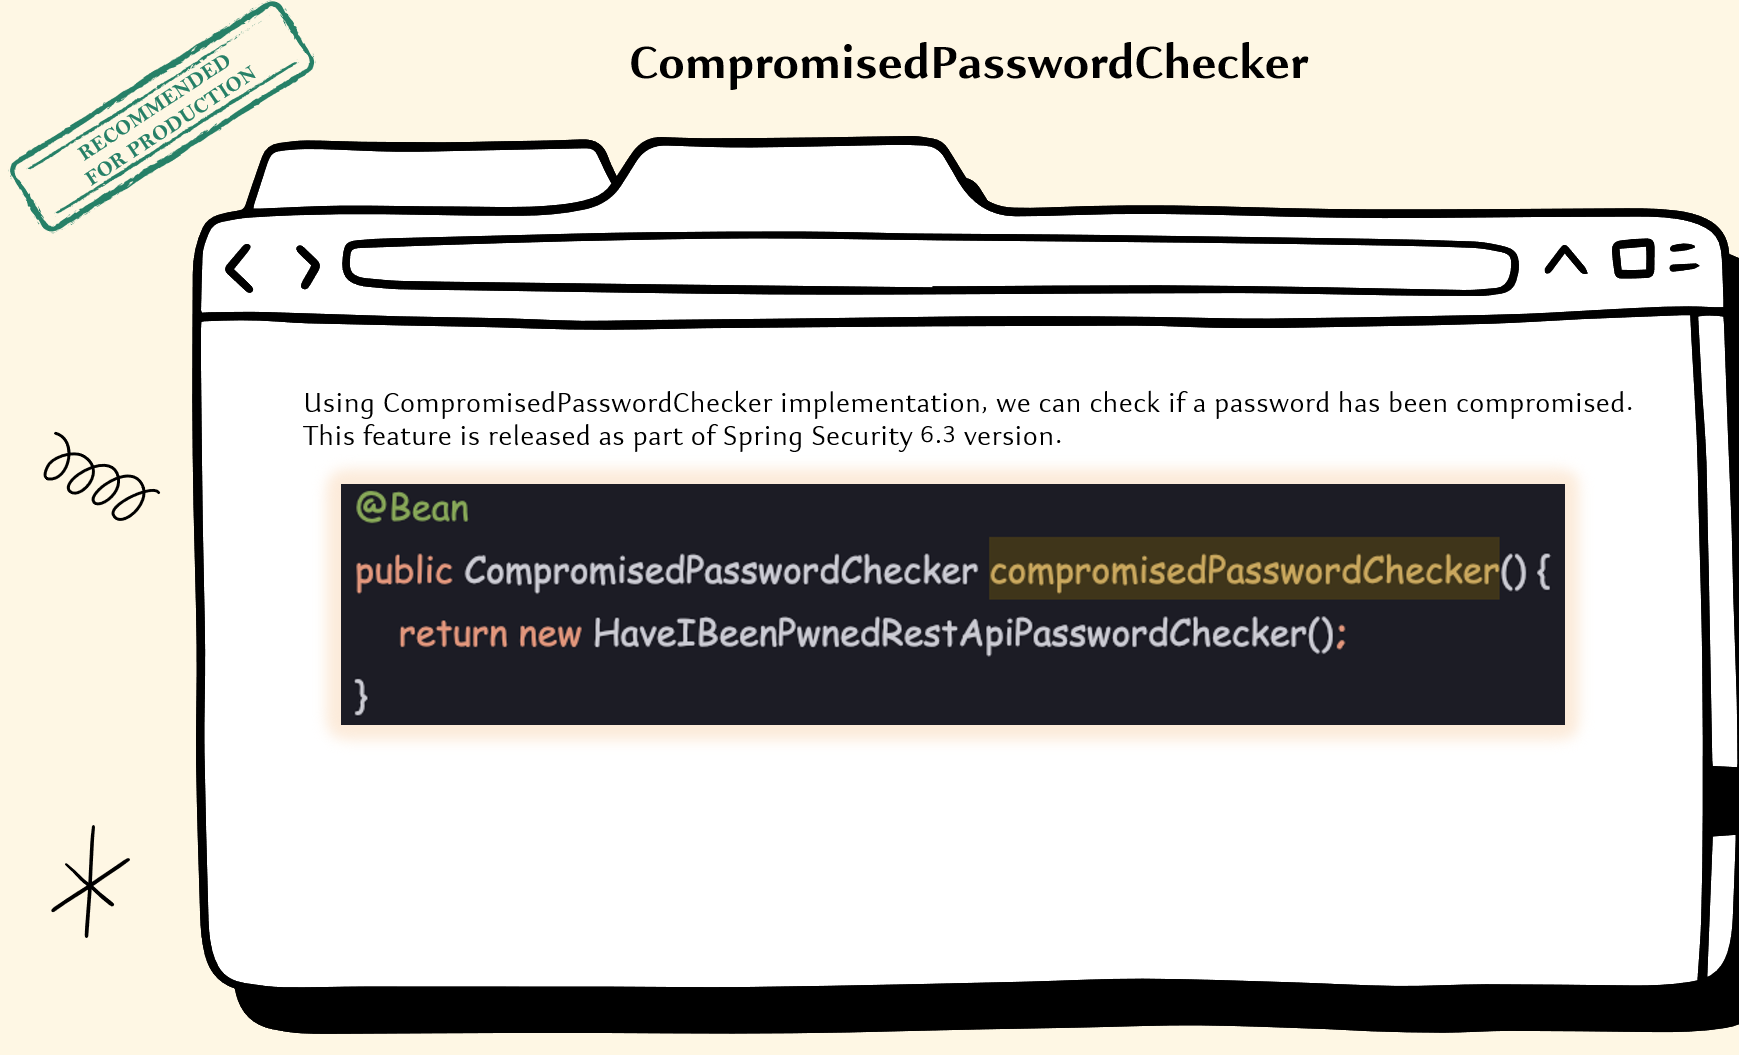 RECOMMENDED
FOR PRODUCTION
CompromisedPasswordChecker
Using CompromisedPasswordChecker implementation, we can check if a password has been compromised.
This feature is released as part of Spring Security 6.3 version.
@Bean
public CompromisedPasswordChecker compromisedPasswordChecker() {
return new HaveIBeenPwnedRestApiPasswordChecker();
}